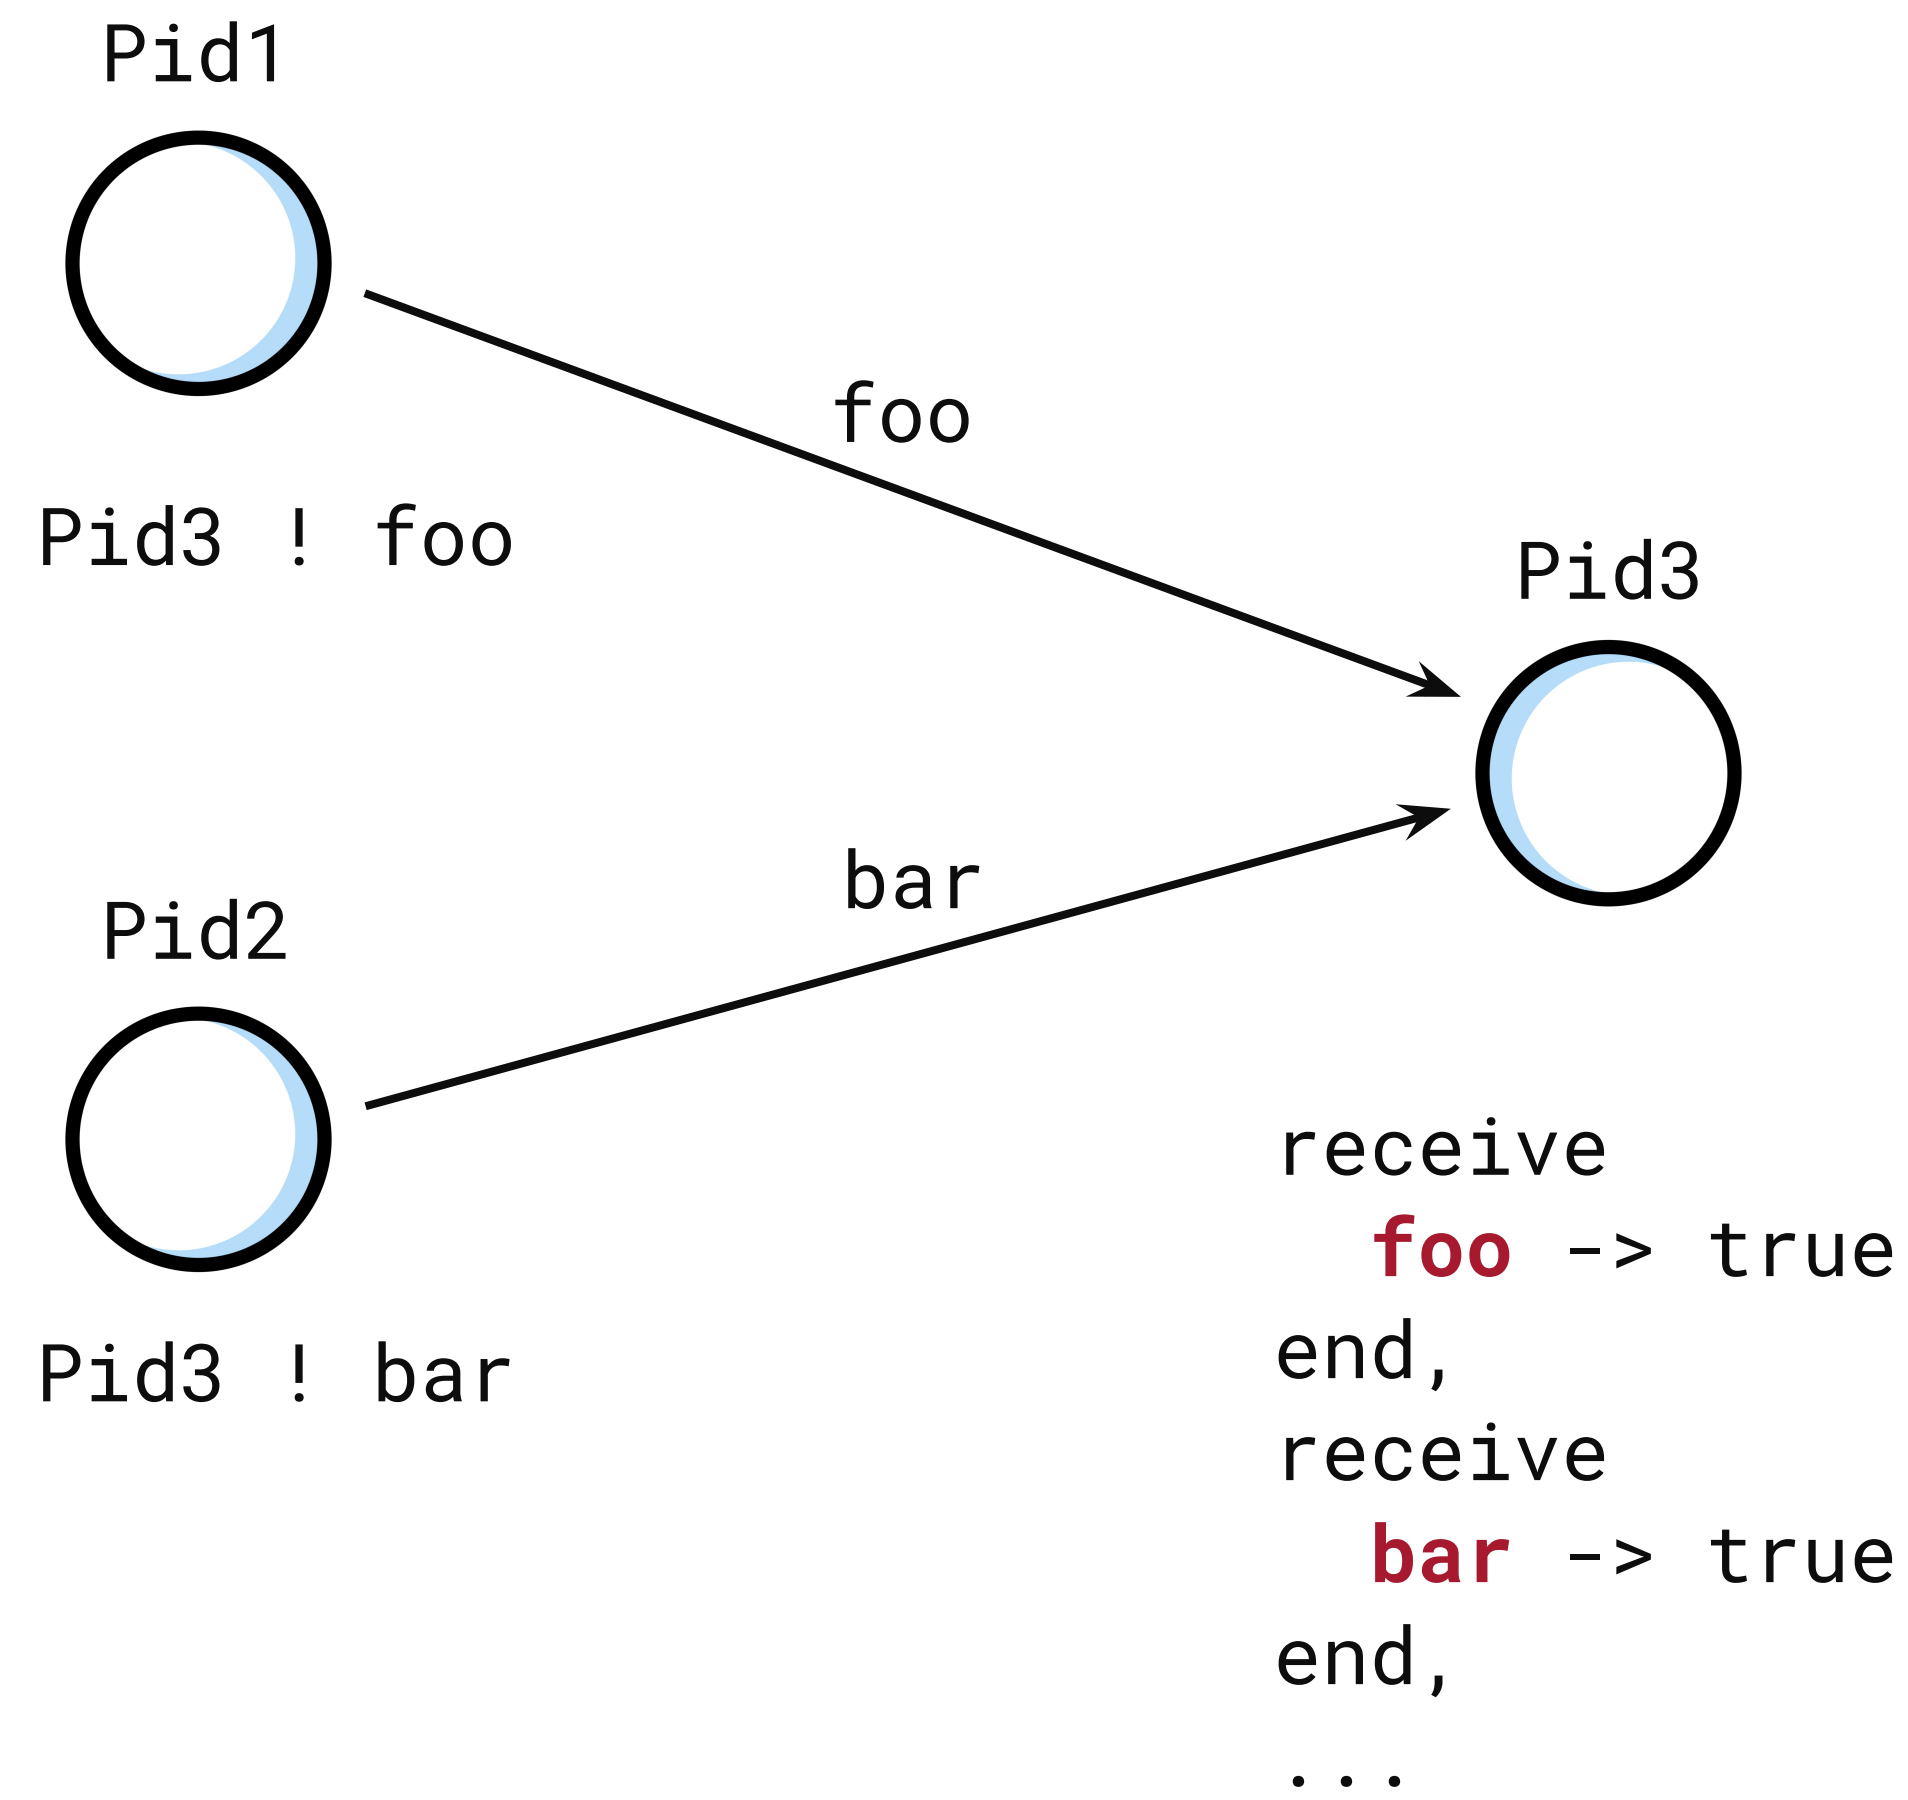 Pid1
foo
Pid3 ! foo
Pid3
bar
Pid2
Pid3 ! bar
receive
  foo -> true
end,
receive
  bar -> true
end,
...